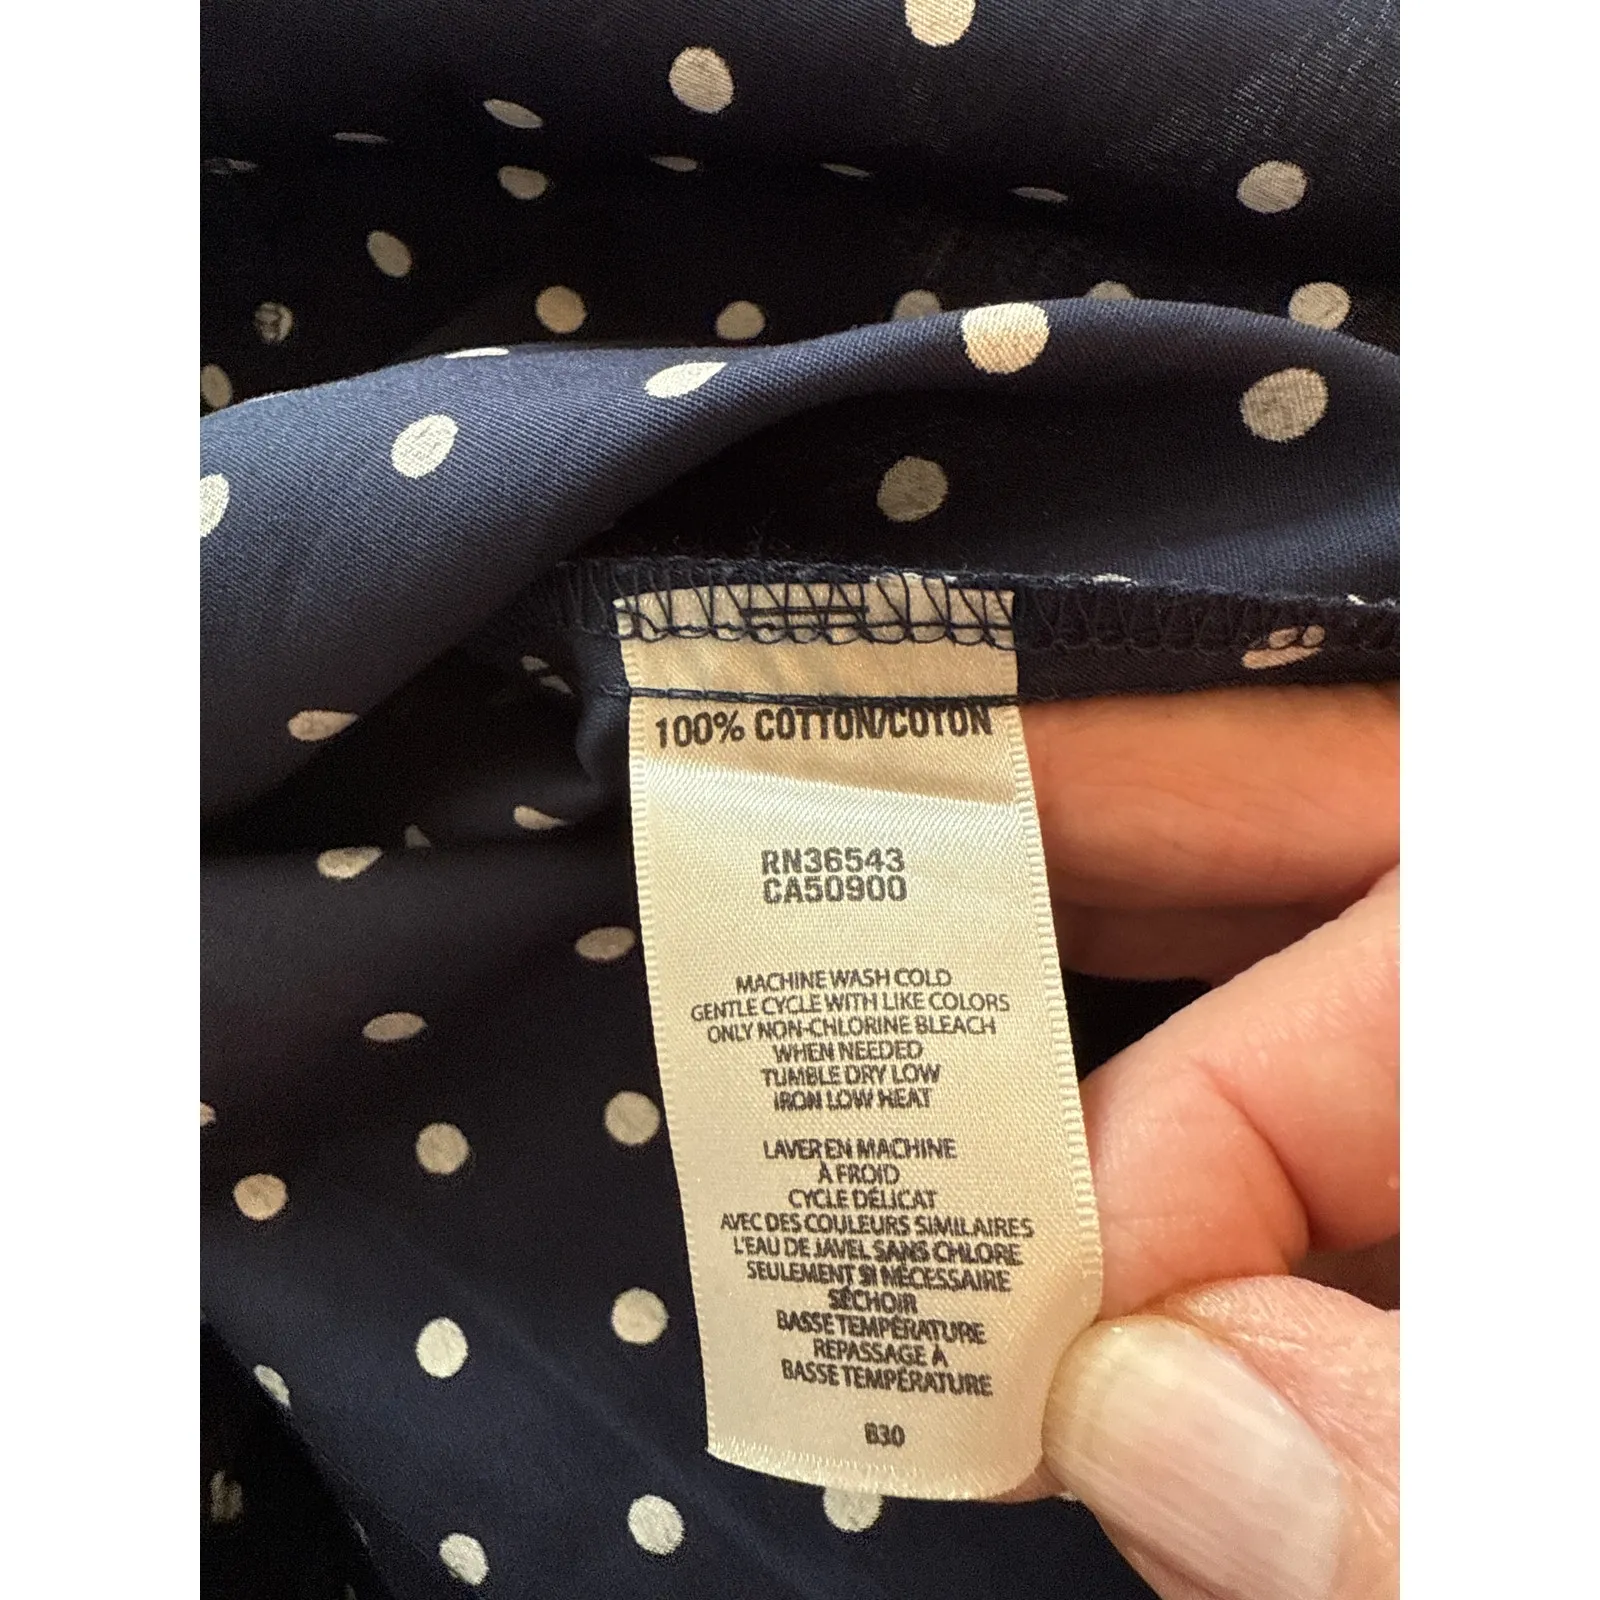 100% COTTON/COTON
RN36543
CA50900
MACHINE WASH COLD
GENTLE CYCLE WITH LIKE COLORS
ONLY NON-CHLORINE BLEACH
WHEN NEEDED
TUMBLE DRY LOW
IRON LOW HEAT
LAVER EN MACHINE
À FROID
CYCLE DÉLICAT
AVEC DES COULEURS SIMILAIRES
L'EAU DE JAVEL SANS CHLORE
SEULEMENT SI NÉCESSAIRE
SÉCHOIR
BASSE TEMPÉRATURE
REPASSAGE À
BASSE TEMPÉRATURE
B30